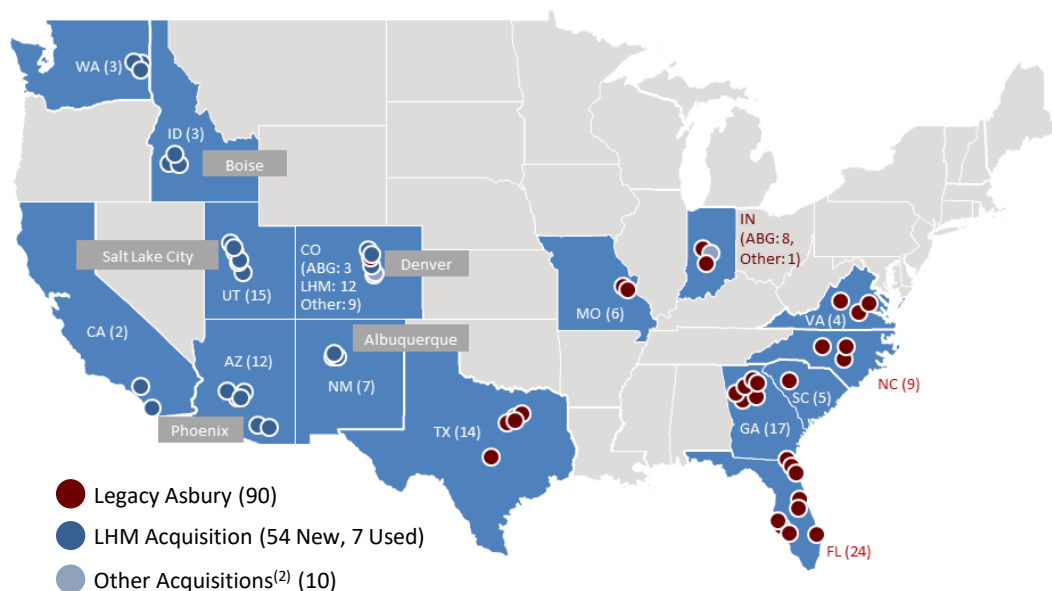 WA (3)
ID (3)
Boise
Salt Lake City
UT (15)
CO
(ABG: 3
LHM: 12
Other: 9)
Denver
IN
(ABG: 8,
Other: 1)
MO (6)
VA (4)
CA (2)
AZ (12)
Albuquerque
NM (7)
NC (9)
SC (5)
Phoenix
TX (14)
GA (17)
FL (24)
Legacy Asbury (90)
LHM Acquisition (54 New, 7 Used)
Other Acquisitions(2) (10)